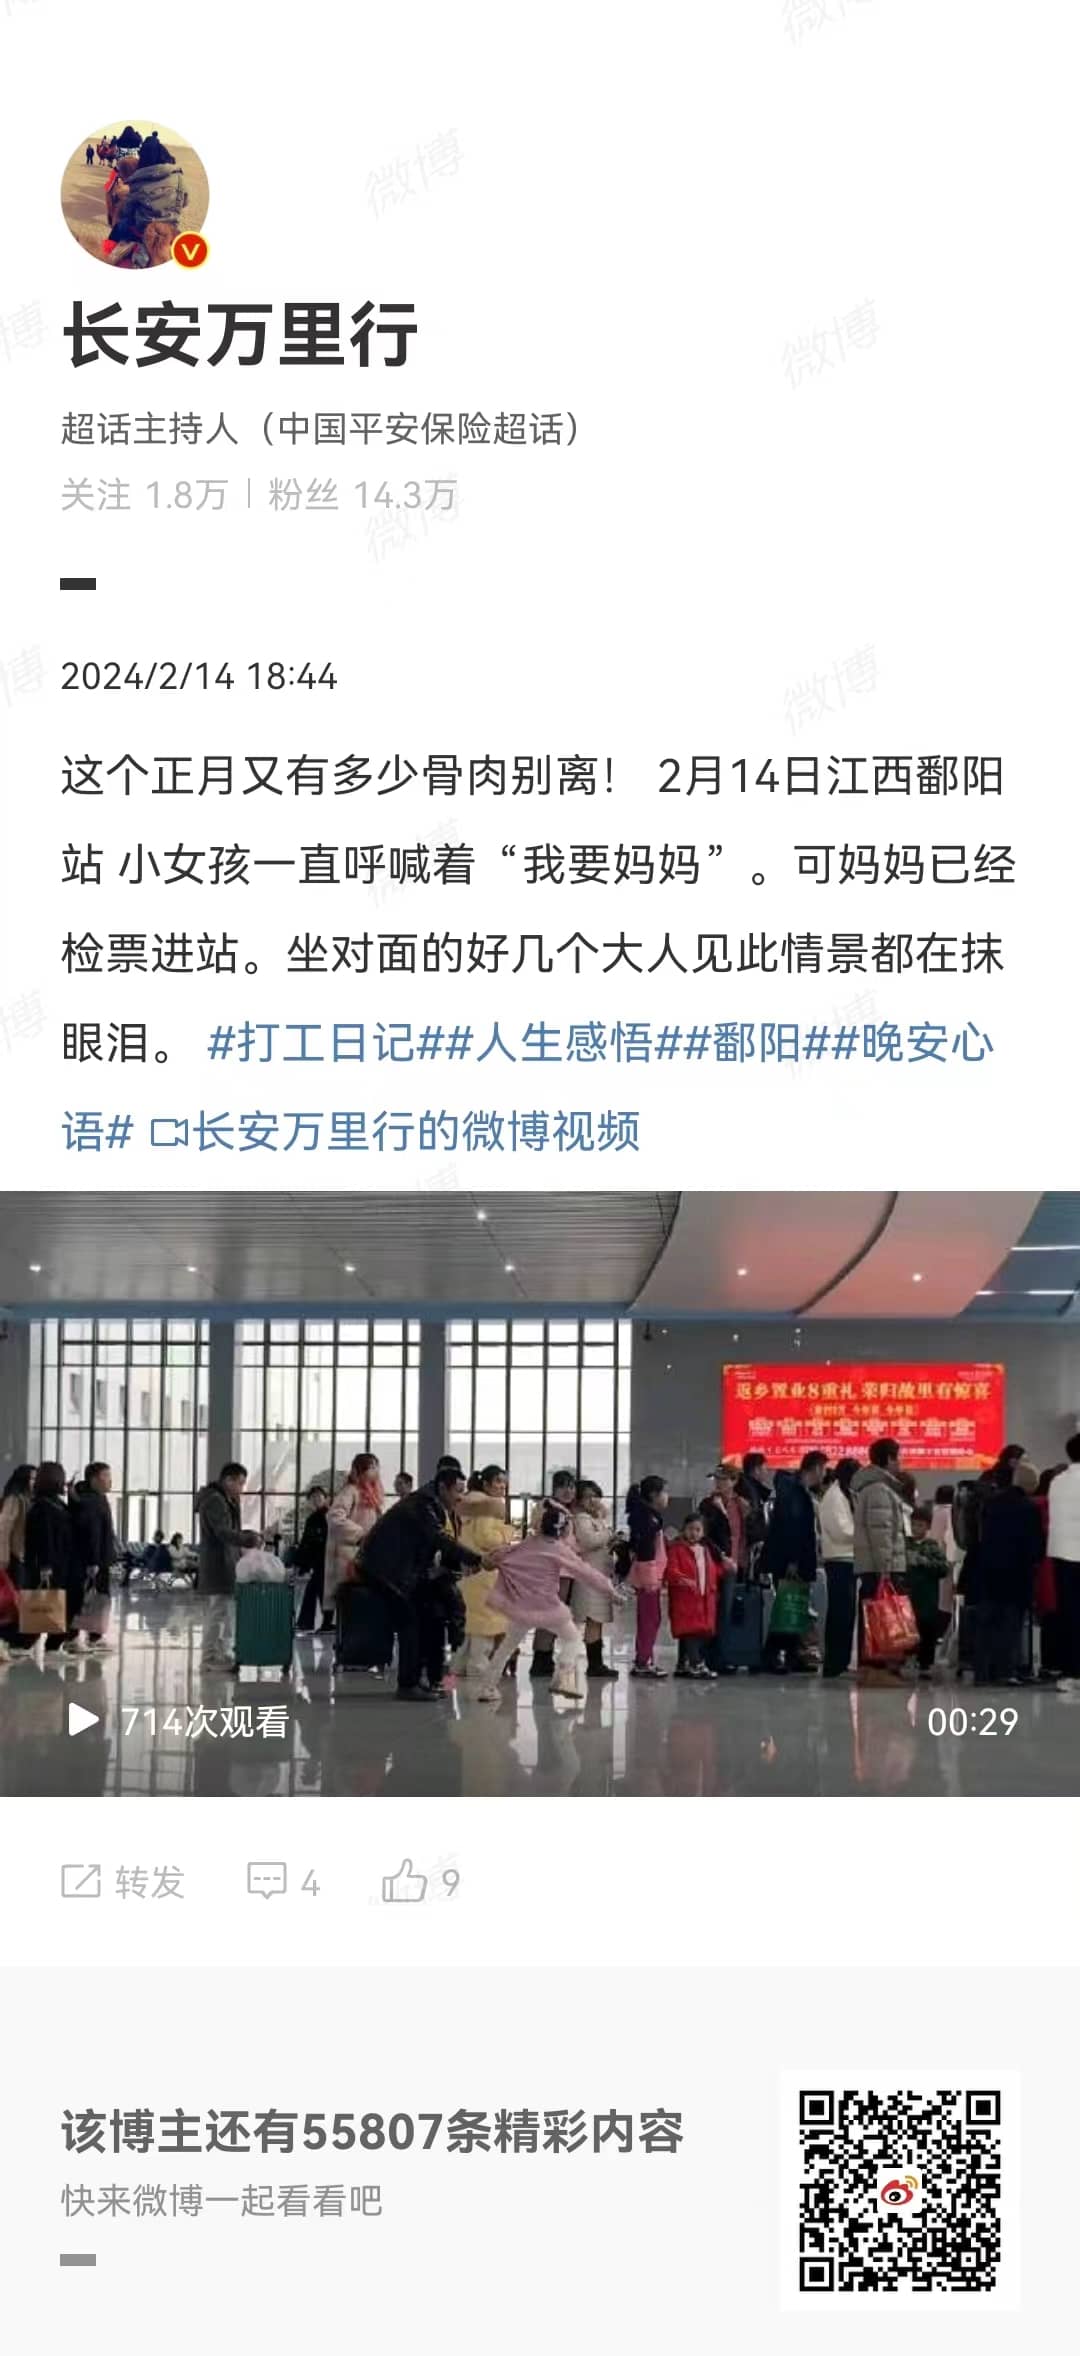 长安万里行
超话主持人（中国平安保险超话）
关注 1.8万 | 粉丝 14.3万
2024/2/14 18:44
这个正月又有多少骨肉别离！ 2月14日江西鄱阳
站 小女孩一直呼喊着“我要妈妈”。可妈妈已经
检票进站。坐对面的好几个大人见此情景都在抹
眼泪。 #打工日记##人生感悟##鄱阳##晚安心
语# 长安万里行的微博视频
返乡置业8重礼 荣归故里有惊喜
714次观看
00:29
转发
4
9
该博主还有55807条精彩内容
快来微博一起看看吧
微博